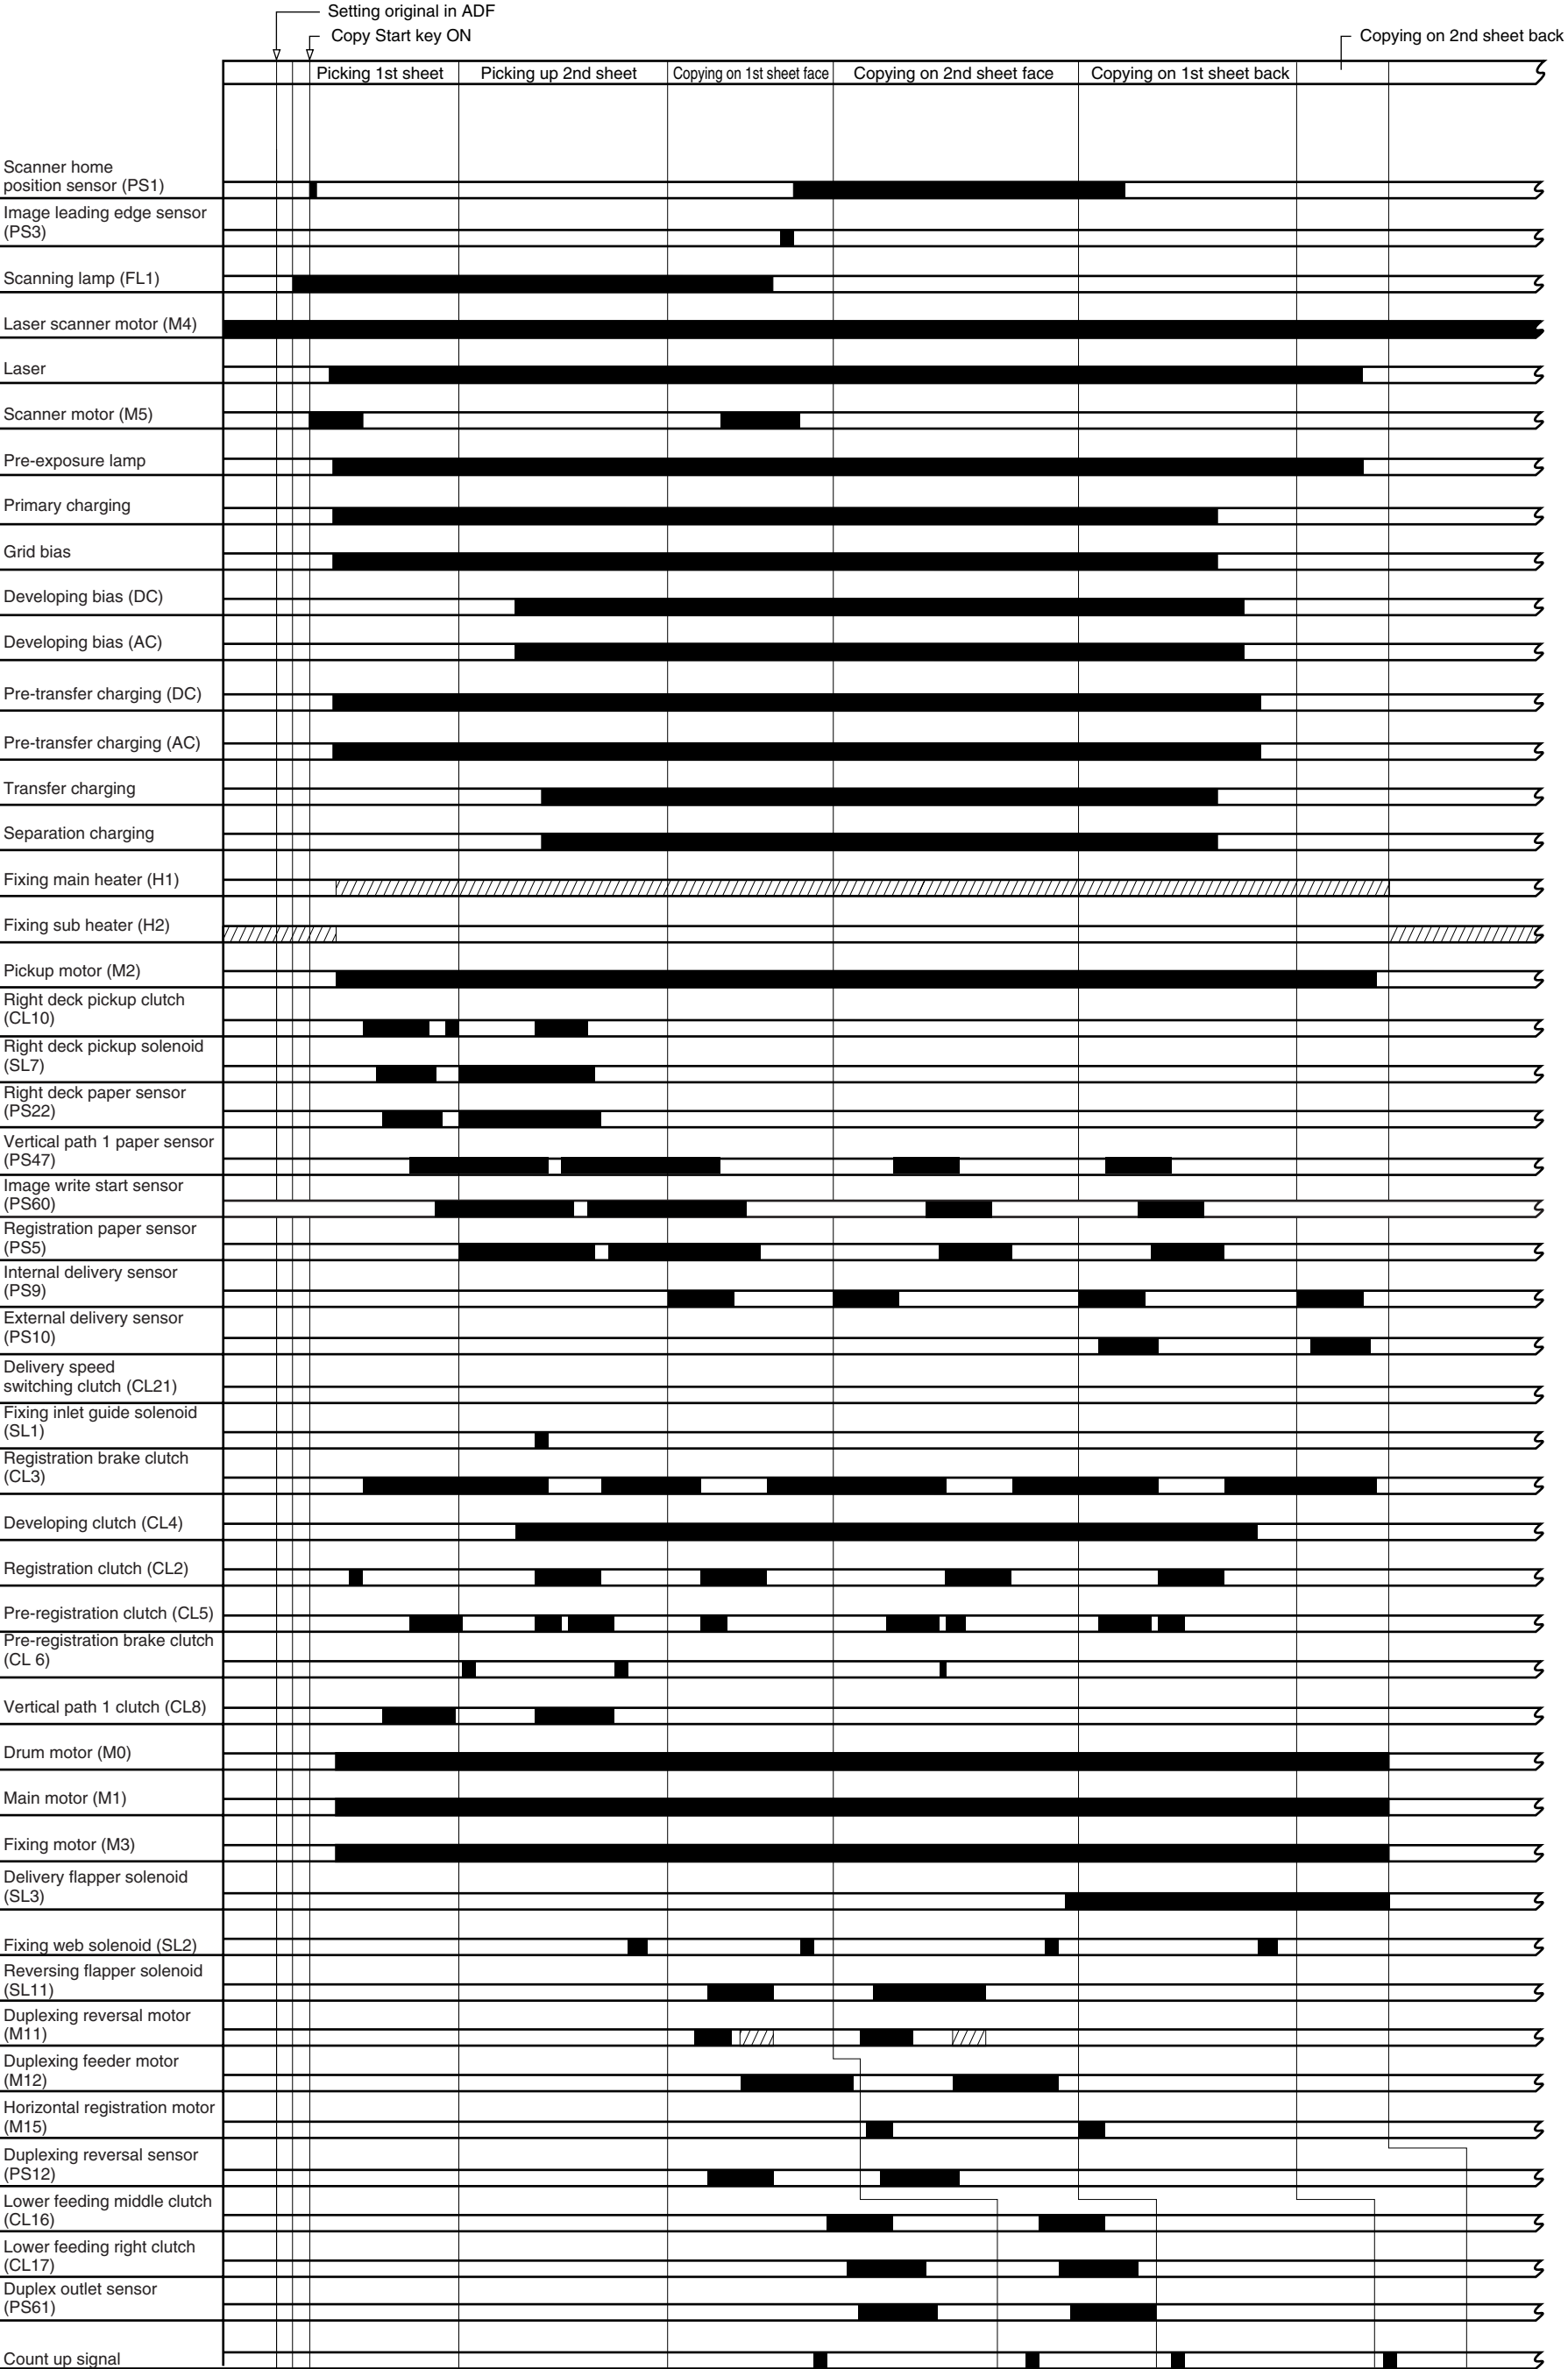 Setting original in ADF
Copy Start key ON
Copying on 2nd sheet back
Picking 1st sheet
Picking up 2nd sheet
Copying on 1st sheet face
Copying on 2nd sheet face
Copying on 1st sheet back
Scanner home
position sensor (PS1)
Image leading edge sensor
(PS3)
Scanning lamp (FL1)
Laser scanner motor (M4)
Laser
Scanner motor (M5)
Pre-exposure lamp
Primary charging
Grid bias
Developing bias (DC)
Developing bias (AC)
Pre-transfer charging (DC)
Pre-transfer charging (AC)
Transfer charging
Separation charging
Fixing main heater (H1)
Fixing sub heater (H2)
Pickup motor (M2)
Right deck pickup clutch
(CL10)
Right deck pickup solenoid
(SL7)
Right deck paper sensor
(PS22)
Vertical path 1 paper sensor
(PS47)
Image write start sensor
(PS60)
Registration paper sensor
(PS5)
Internal delivery sensor
(PS9)
External delivery sensor
(PS10)
Delivery speed
switching clutch (CL21)
Fixing inlet guide solenoid
(SL1)
Registration brake clutch
(CL3)
Developing clutch (CL4)
Registration clutch (CL2)
Pre-registration clutch (CL5)
Pre-registration brake clutch
(CL 6)
Vertical path 1 clutch (CL8)
Drum motor (M0)
Main motor (M1)
Fixing motor (M3)
Delivery flapper solenoid
(SL3)
Fixing web solenoid (SL2)
Reversing flapper solenoid
(SL11)
Duplexing reversal motor
(M11)
Duplexing feeder motor
(M12)
Horizontal registration motor
(M15)
Duplexing reversal sensor
(PS12)
Lower feeding middle clutch
(CL16)
Lower feeding right clutch
(CL17)
Duplex outlet sensor
(PS61)
Count up signal